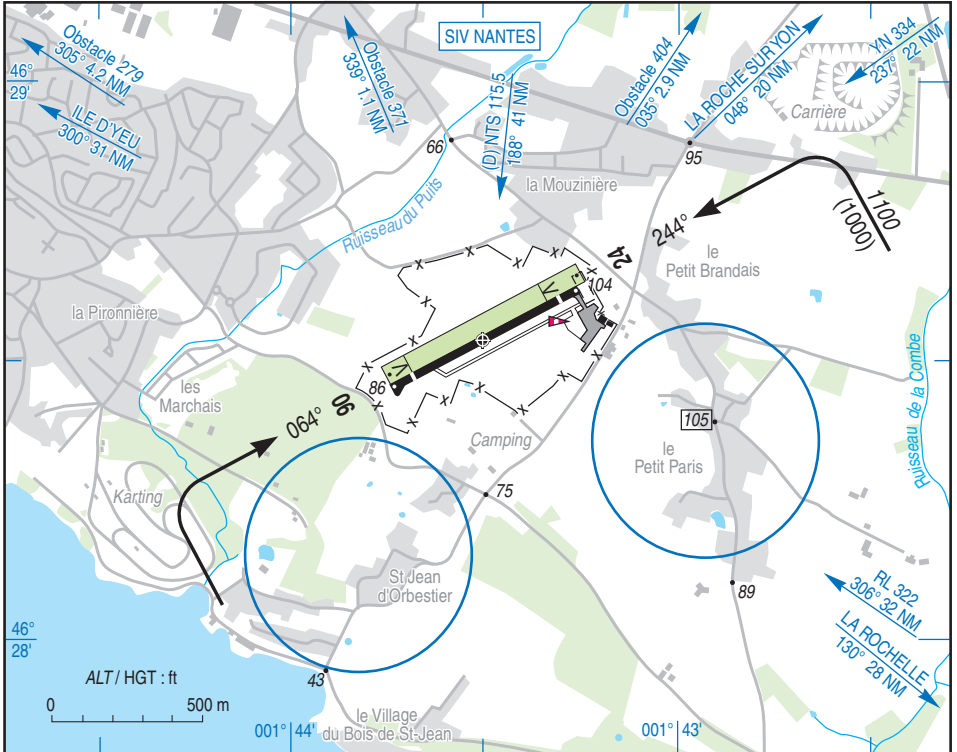 Obstacle 279
305° 4.2 NM
46°
29'
ILE D'YEU
300° 31 NM
Obstacle 371
339° 1.1 NM
SIV NANTES
(D) NTS 115.5
188° 41 NM
Obstacle 404
035° 2.9 NM
LA ROCHE SUR YON
048° 20 NM
YN 334
237° 22 NM
Carrière
66
95
la Mouzinière
Ruisseau du Puits
1100
(1000)
244°
24
le
Petit Brandais
104
la Pironnière
86
06
064°
les
Marchais
Camping
105
le
Petit Paris
Ruisseau de la Combe
Karting
75
St Jean
d'Orbestier
89
RL 322
306° 32 NM
LA ROCHELLE
130° 28 NM
46°
28'
43
ALT / HGT : ft
0 500 m
le Village
du Bois de St-Jean
001° 44'
001° 43'